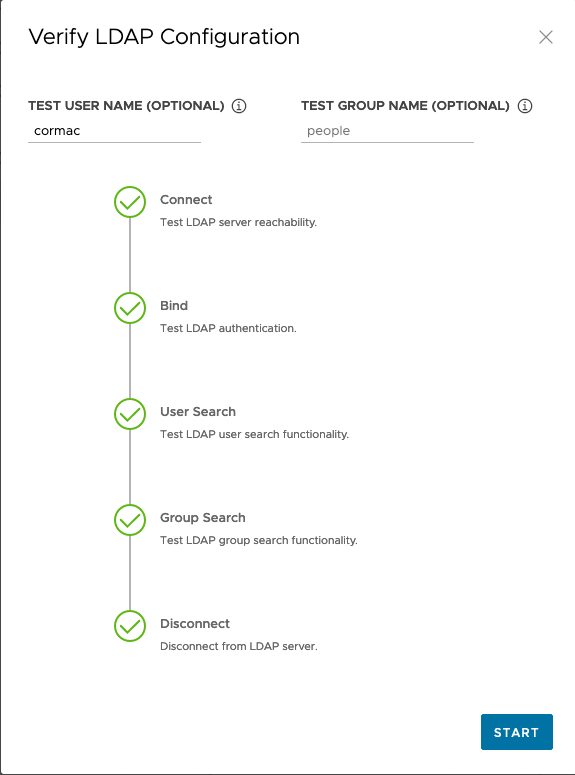 Verify LDAP Configuration
TEST USER NAME (OPTIONAL)
TEST GROUP NAME (OPTIONAL)
cormac
people
Connect
Test LDAP server reachability.
Bind
Test LDAP authentication.
User Search
Test LDAP user search functionality.
Group Search
Test LDAP group search functionality.
Disconnect
Disconnect from LDAP server.
START